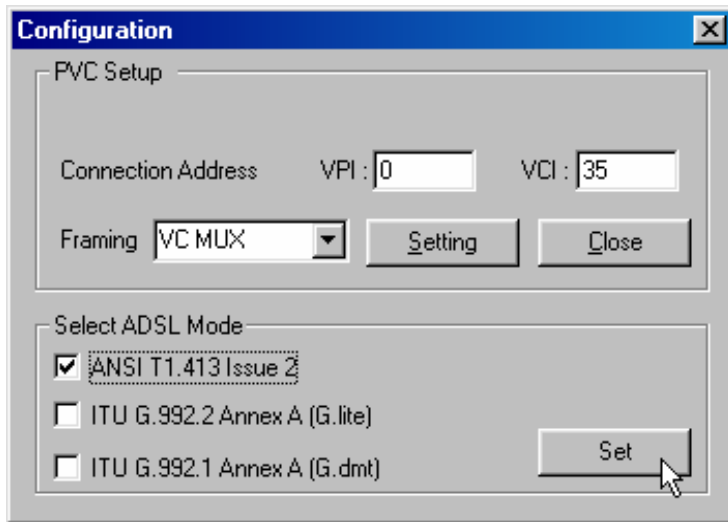 Configuration
PVC Setup
Connection Address VPI : 0 VCI : 35
Framing VC MUX Setting Close
Select ADSL Mode
ANSI T1.413 Issue 2
ITU G.992.2 Annex A (G.lite)
ITU G.992.1 Annex A (G.dmt)
Set